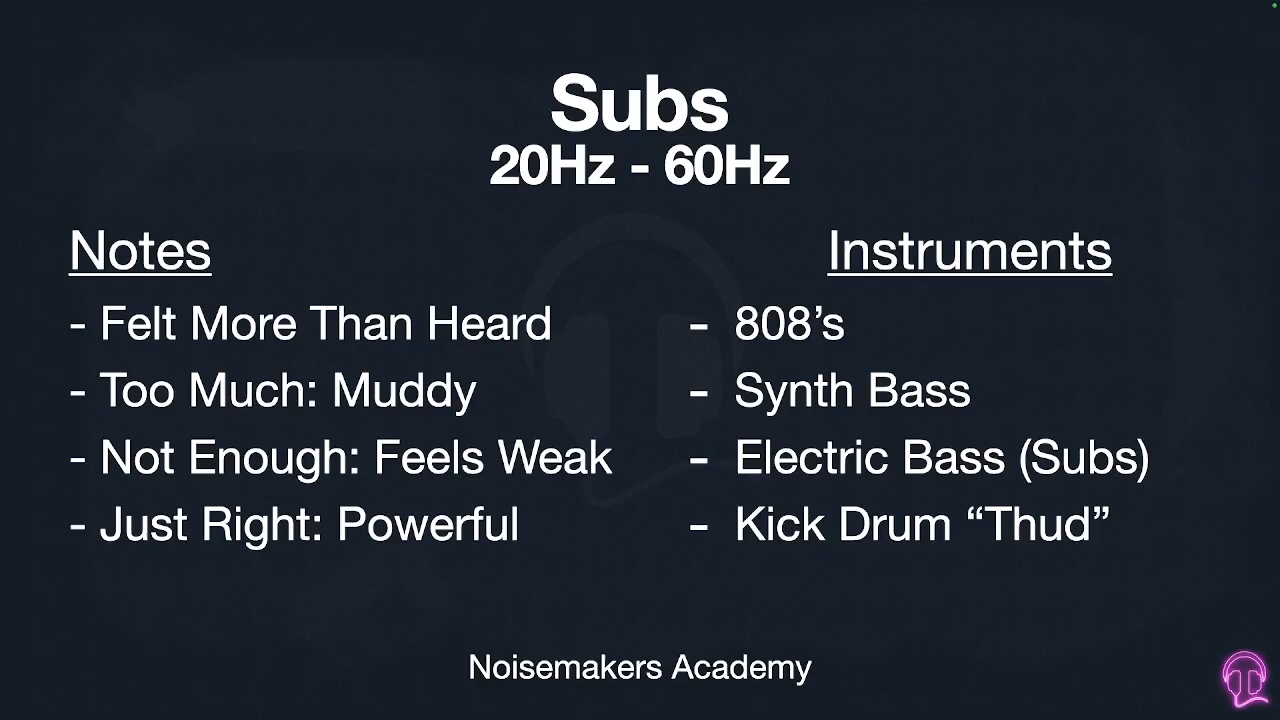 Subs
20Hz - 60Hz
Notes
- Felt More Than Heard
- Too Much: Muddy
- Not Enough: Feels Weak
- Just Right: Powerful
Instruments
- 808’s
- Synth Bass
- Electric Bass (Subs)
- Kick Drum “Thud”
Noisemakers Academy